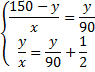 {(150 − y)/x = y/90
y/x = y/90 + 1/2